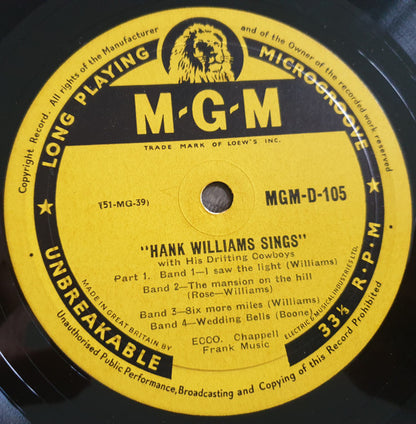 Copyright Record. All rights of the Manufacturer and of the Owner of the recorded work reserved
LONG PLAYING MICROGROOVE
M-G-M
TRADE MARK OF LOEW'S INC.
(51-MG-39)
MGM-D-105
"HANK WILLIAMS SINGS"
with His Drifting Cowboys
Part 1. Band 1—I saw the light (Williams)
Band 2—The mansion on the hill
(Rose—Williams)
Band 3—Six more miles (Williams)
Band 4—Wedding Bells (Boone)
ECCO. Chappell
Frank Music
MADE IN GREAT BRITAIN BY
ELECTRIC & MUSICAL INDUSTRIES LTD.
UNBREAKABLE
33⅓ R.P.M
Unauthorised Public Performance, Broadcasting and Copying of this Record Prohibited